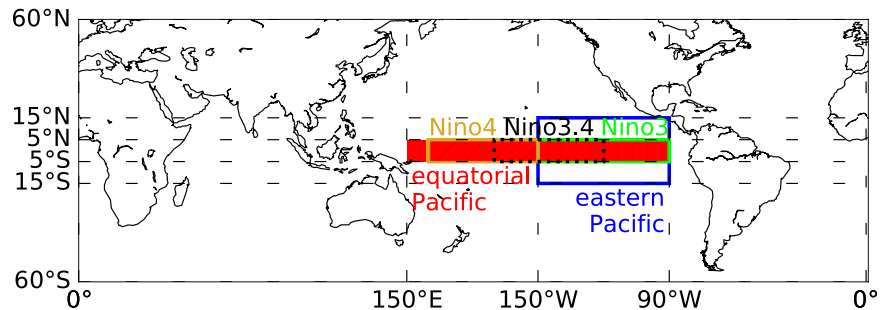 60°N
15°N
5°N
5°S
15°S
60°S
Nino4 Nino3.4 Nino3
equatorial
Pacific
eastern
Pacific
0° 150°E 150°W 90°W 0°